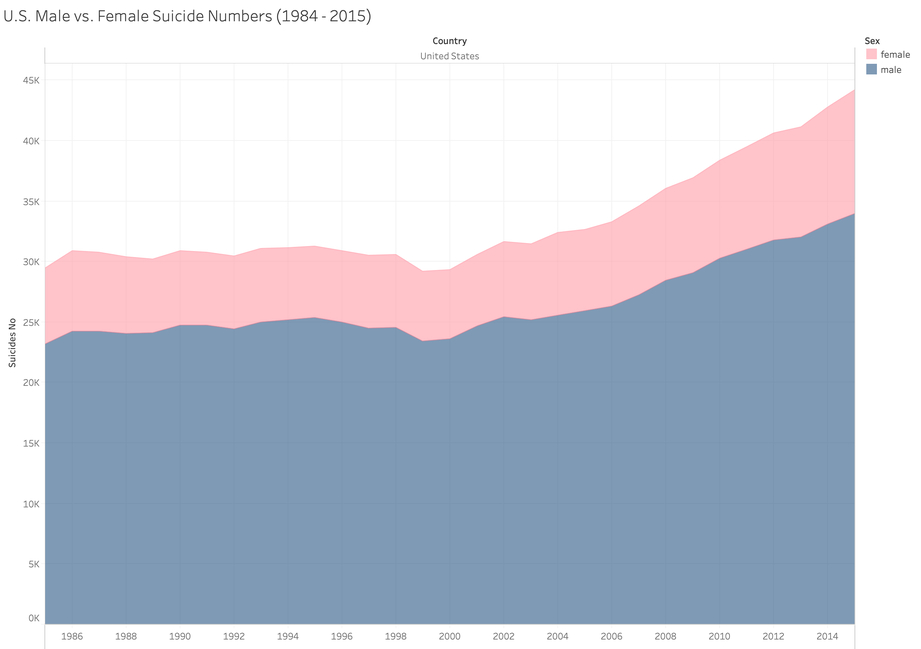 U.S. Male vs. Female Suicide Numbers (1984 - 2015)
Country
United States
Sex
female
male
Suicides No
45K
40K
35K
30K
25K
20K
15K
10K
5K
0K
1986 1988 1990 1992 1994 1996 1998 2000 2002 2004 2006 2008 2010 2012 2014